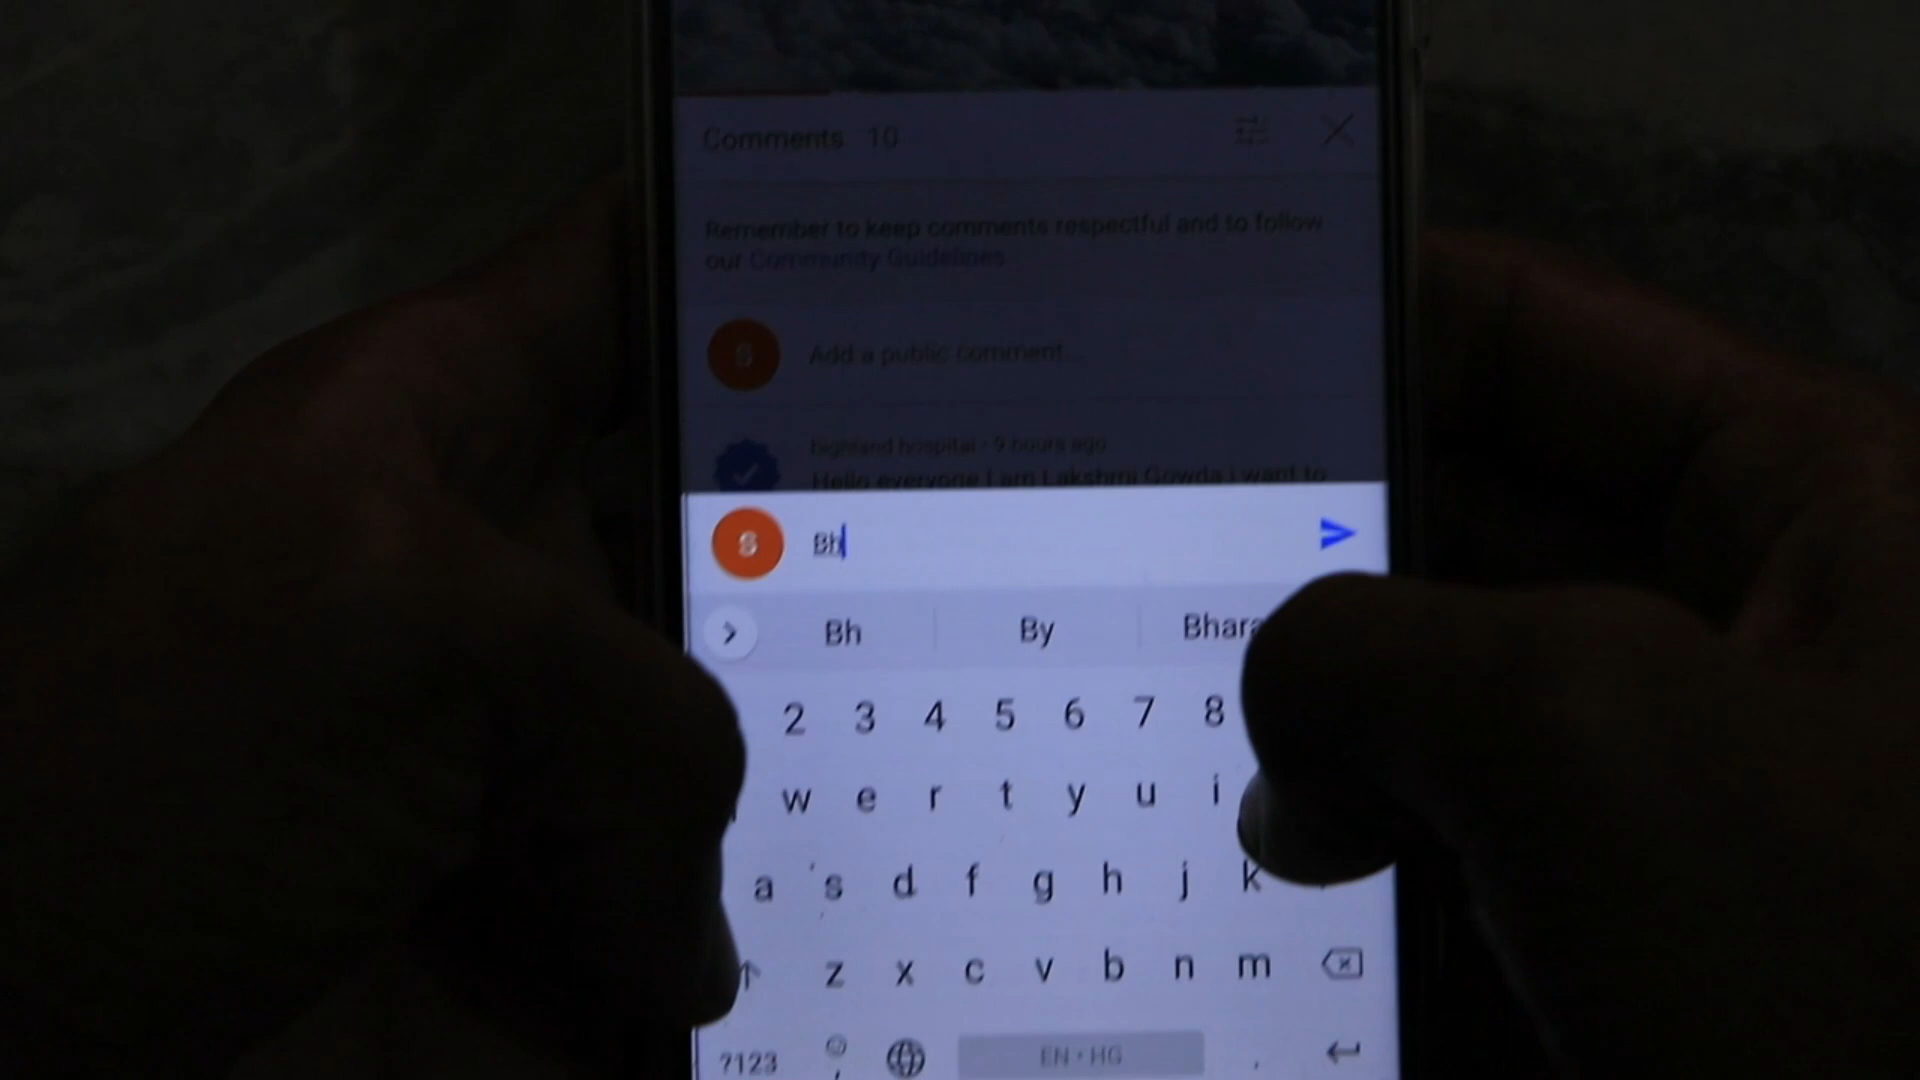 Comments 10
Remember to keep comments respectful and to follow
our Community Guidelines
S
Add a public comment...
highland hospital · 9 hours ago
Hello everyone I am Lakshmi Gowda i want to
S Bh
Bh By Bhara
2 3 4 5 6 7 8
w e r t y u i
a s d f g h j k
z x c v b n m
?123 , EN • HG .